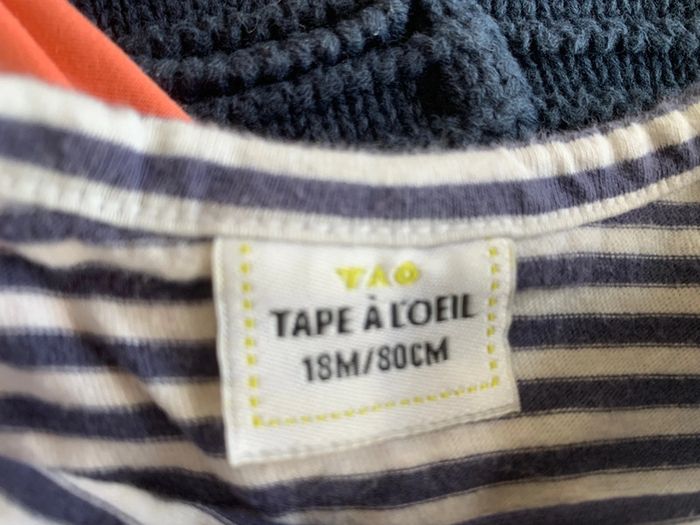 TAO
TAPE À L'OEIL
18M/80CM